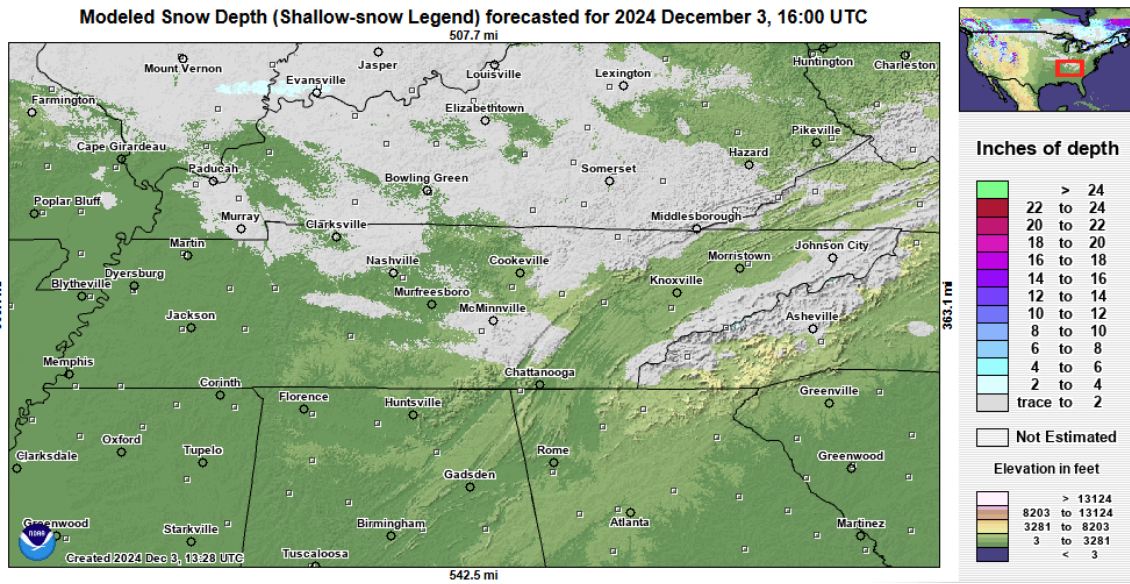 Modeled Snow Depth (Shallow-snow Legend) forecasted for 2024 December 3, 16:00 UTC
507.7 mi
Mount Vernon
Jasper
Evansville
Louisville
Lexington
Huntington
Charleston
Farmington
Elizabethtown
Cape Girardeau
Pikeville
Paducah
Hazard
Bowling Green
Somerset
Poplar Bluff
Murray
Clarksville
Middlesborough
Martin
Johnson City
Nashville
Cookeville
Morristown
Dyersburg
Blytheville
Knoxville
Murfreesboro
McMinnville
Jackson
Asheville
363.1 mi
Memphis
Chattanooga
Corinth
Florence
Huntsville
Greenville
Oxford
Tupelo
Rome
Clarksdale
Greenwood
Gadsden
Greenwood
Starkville
Birmingham
Atlanta
Martinez
NOAA
Created 2024 Dec 3, 13:28 UTC
Tuscaloosa
542.5 mi
Inches of depth
> 24
22 to 24
20 to 22
18 to 20
16 to 18
14 to 16
12 to 14
10 to 12
8 to 10
6 to 8
4 to 6
2 to 4
trace to 2
Not Estimated
Elevation in feet
> 13124
8203 to 13124
3281 to 8203
3 to 3281
< 3